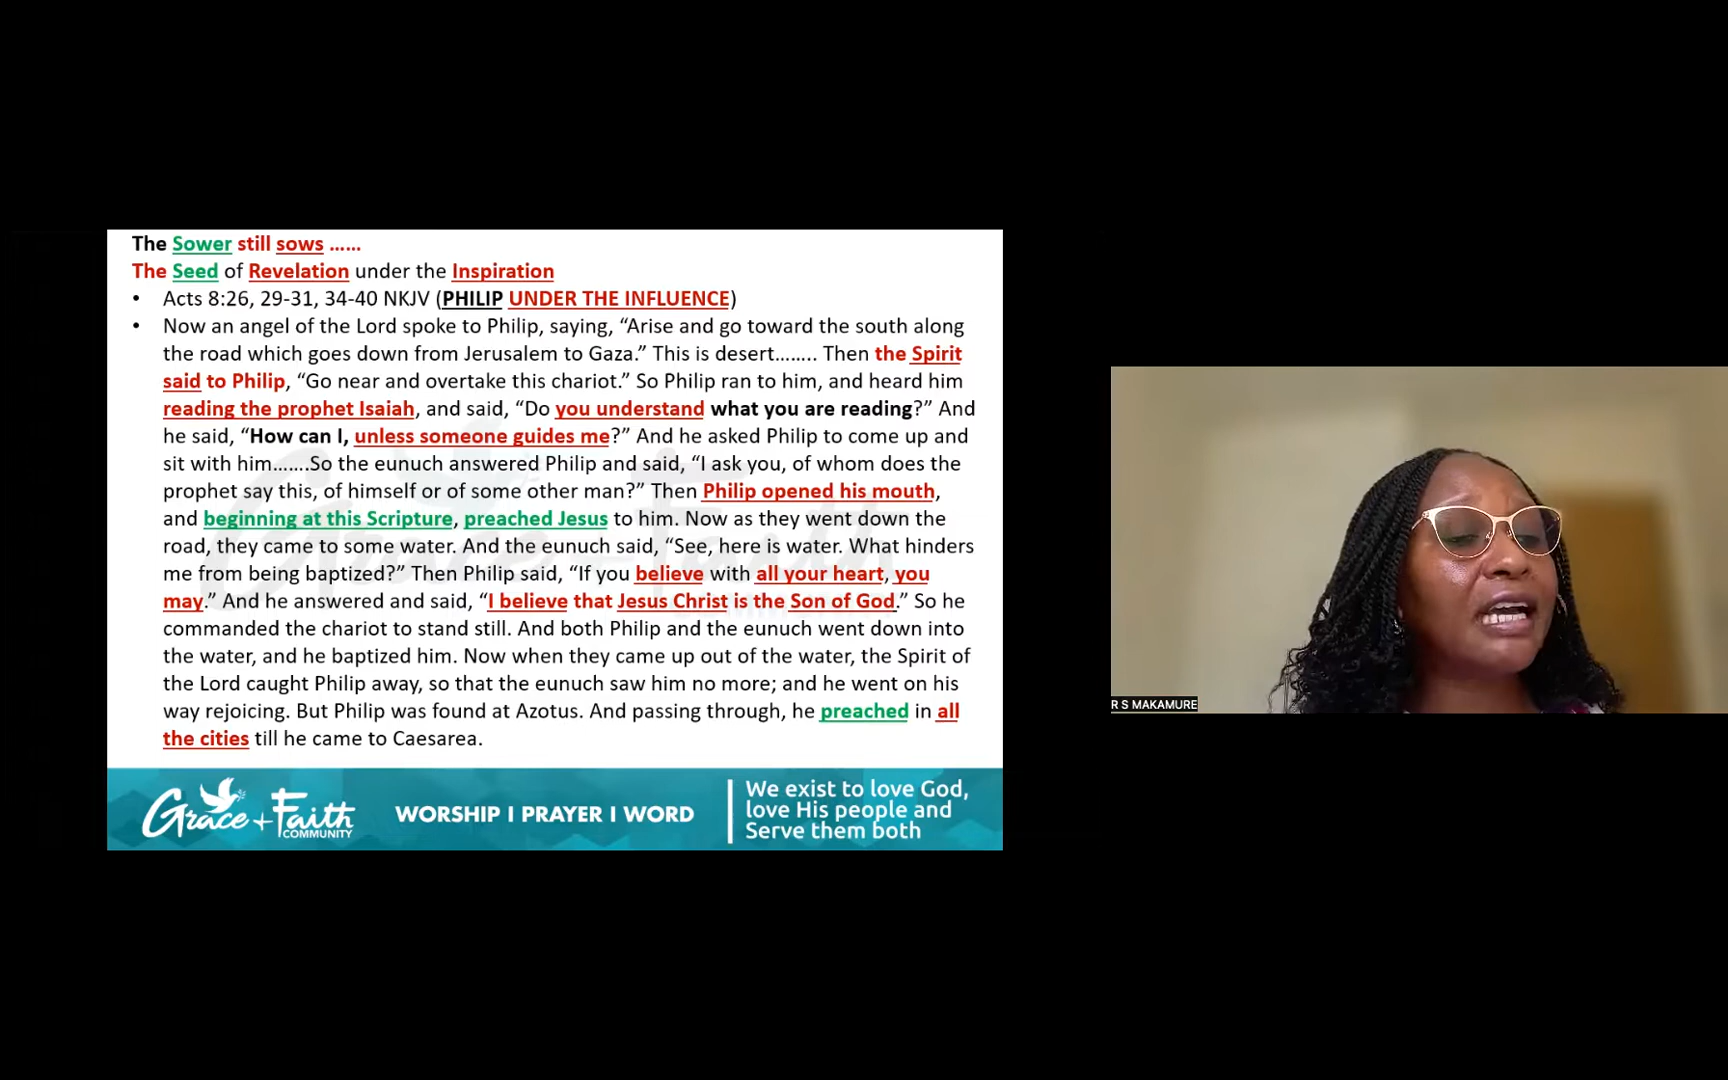 The Sower still sows ......
The Seed of Revelation under the Inspiration
• Acts 8:26, 29-31, 34-40 NKJV (PHILIP UNDER THE INFLUENCE)
• Now an angel of the Lord spoke to Philip, saying, “Arise and go toward the south along
the road which goes down from Jerusalem to Gaza.” This is desert…….. Then the Spirit
said to Philip, “Go near and overtake this chariot.” So Philip ran to him, and heard him
reading the prophet Isaiah, and said, “Do you understand what you are reading?” And
he said, “How can I, unless someone guides me?” And he asked Philip to come up and
sit with him…….So the eunuch answered Philip and said, “I ask you, of whom does the
prophet say this, of himself or of some other man?” Then Philip opened his mouth,
and beginning at this Scripture, preached Jesus to him. Now as they went down the
road, they came to some water. And the eunuch said, “See, here is water. What hinders
me from being baptized?” Then Philip said, “If you believe with all your heart, you
may.” And he answered and said, “I believe that Jesus Christ is the Son of God.” So he
commanded the chariot to stand still. And both Philip and the eunuch went down into
the water, and he baptized him. Now when they came up out of the water, the Spirit of
the Lord caught Philip away, so that the eunuch saw him no more; and he went on his
way rejoicing. But Philip was found at Azotus. And passing through, he preached in all
the cities till he came to Caesarea.
Grace + Faith
COMMUNITY
WORSHIP I PRAYER I WORD
We exist to love God,
love His people and
Serve them both
R S MAKAMURE